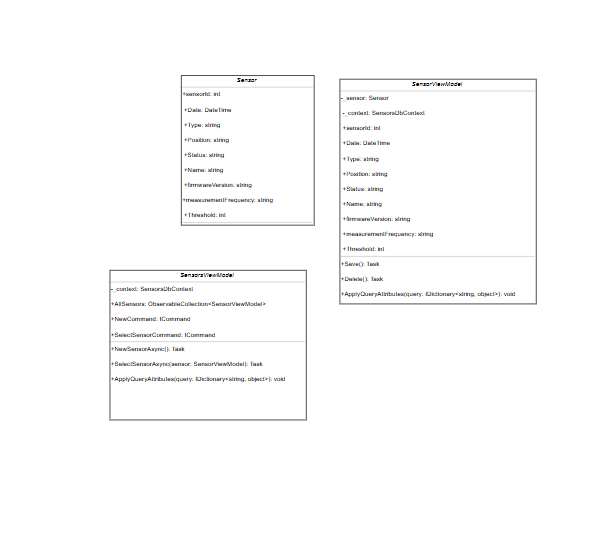 Sensor
+sensorId: int
+Date: DateTime
+Type: string
+Position: string
+Status: string
+Name: string
+firmwareVersion: string
+measurementFrequency: string
+Threshold: int
SensorViewModel
-_sensor: Sensor
-_context: SensorsDbContext
+sensorId: int
+Date: DateTime
+Type: string
+Position: string
+Status: string
+Name: string
+firmwareVersion: string
+measurementFrequency: string
+Threshold: int
+Save(): Task
+Delete(): Task
+ApplyQueryAttributes(query: IDictionary<string, object>): void
SensorsViewModel
-_context: SensorsDbContext
+AllSensors: ObservableCollection<SensorViewModel>
+NewCommand: ICommand
+SelectSensorCommand: ICommand
+NewSensorAsync(): Task
+SelectSensorAsync(sensor: SensorViewModel): Task
+ApplyQueryAttributes(query: IDictionary<string, object>): void